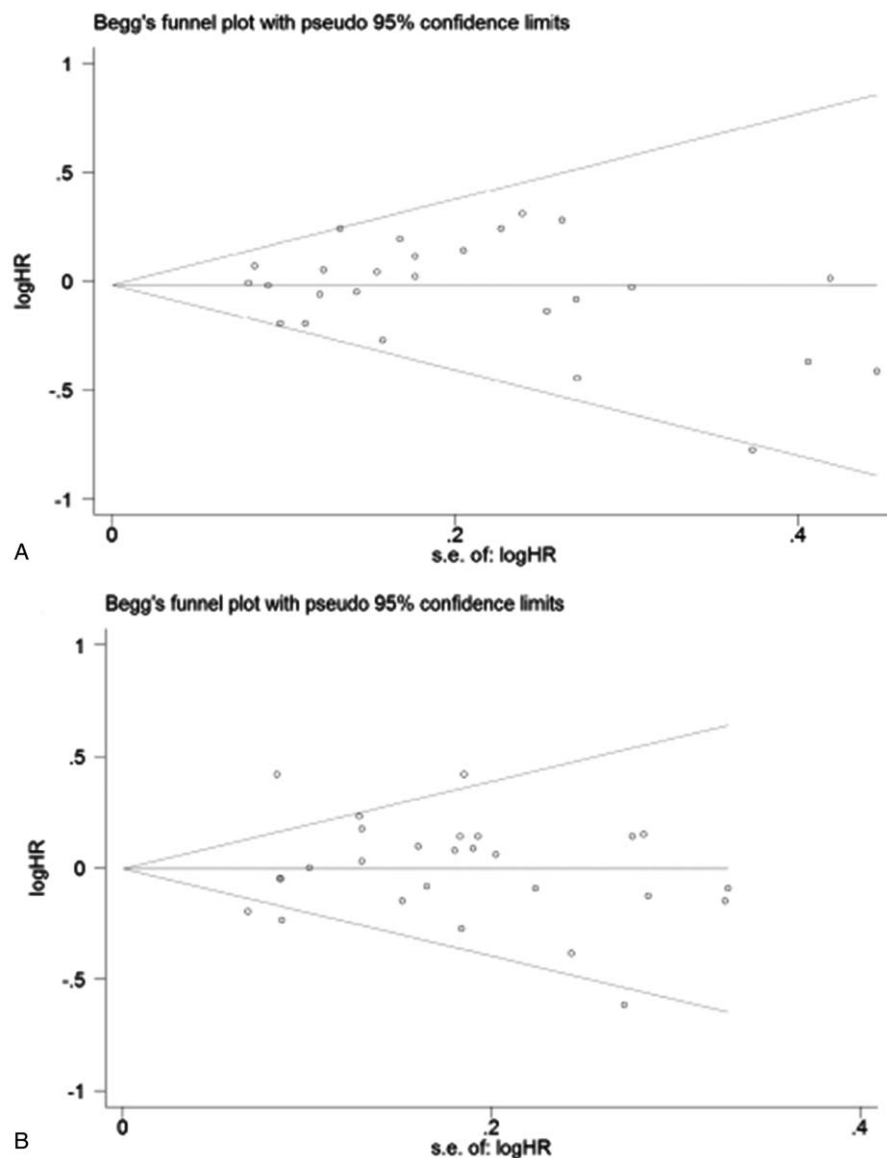 Begg's funnel plot with pseudo 95% confidence limits
1
.5
0
-.5
-1
logHR
0
.2
.4
s.e. of: logHR
A
Begg's funnel plot with pseudo 95% confidence limits
1
.5
0
-.5
-1
logHR
0
.2
.4
s.e. of: logHR
B